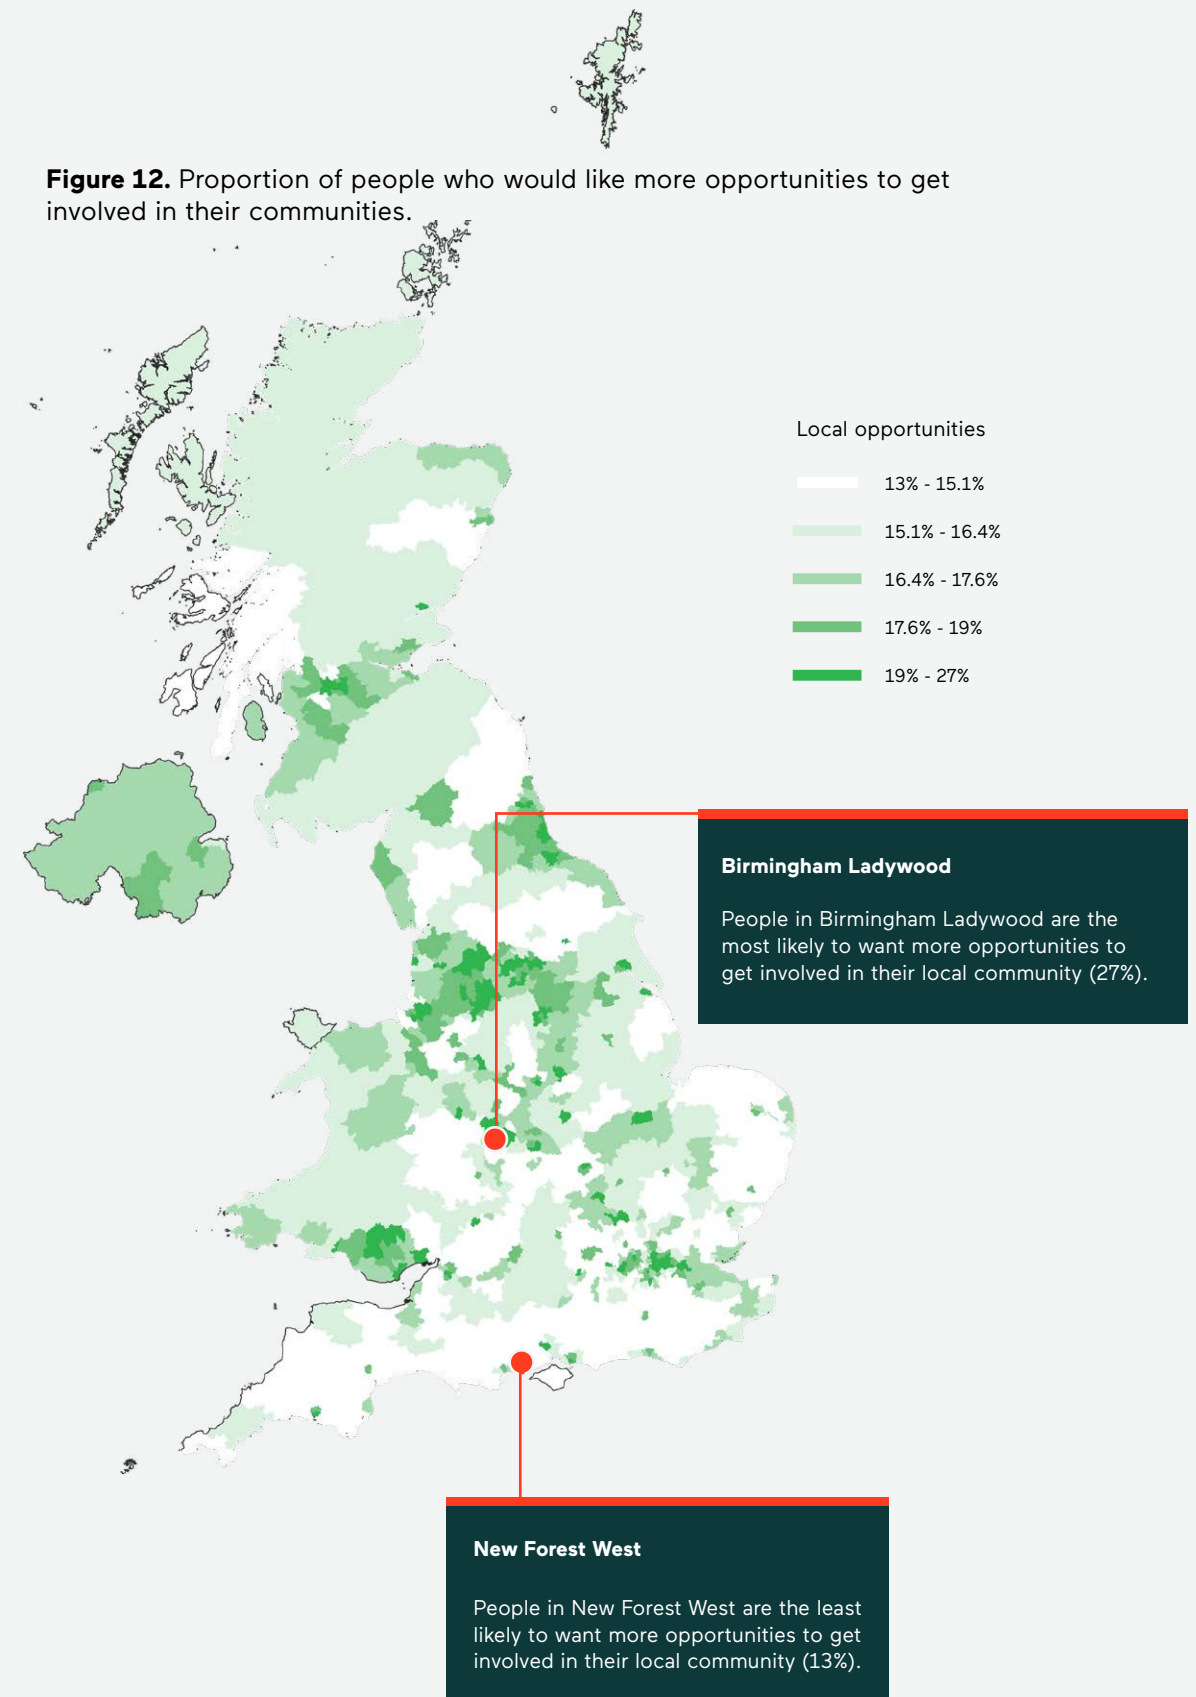 Figure 12. Proportion of people who would like more opportunities to get
involved in their communities.
Local opportunities
13% - 15.1%
15.1% - 16.4%
16.4% - 17.6%
17.6% - 19%
19% - 27%
Birmingham Ladywood
People in Birmingham Ladywood are the
most likely to want more opportunities to
get involved in their local community (27%).
New Forest West
People in New Forest West are the least
likely to want more opportunities to get
involved in their local community (13%).